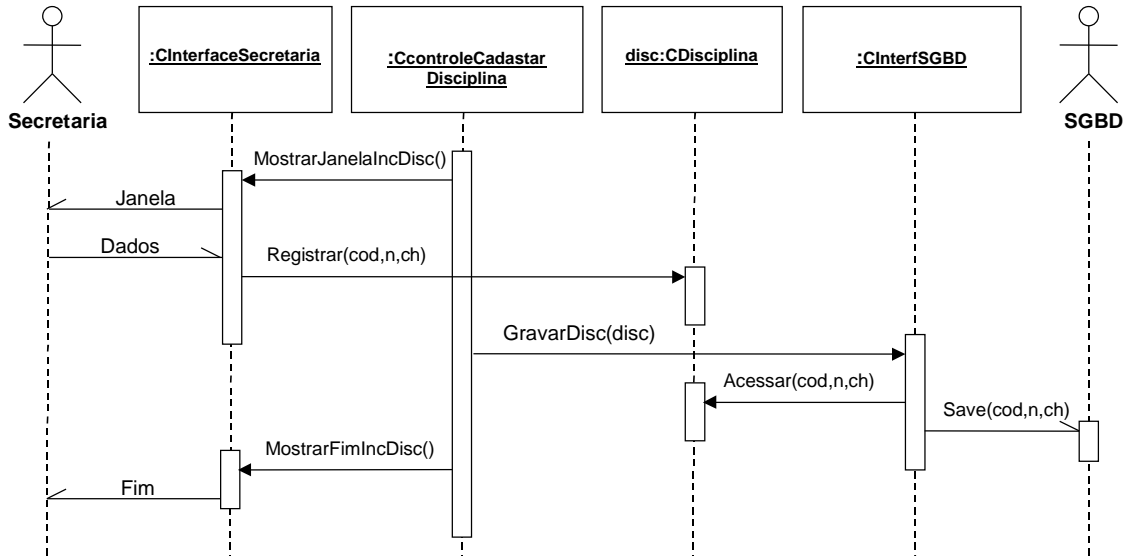 :CInterfaceSecretaria
:CcontroleCadastar
Disciplina
disc:CDisciplina
:CInterfSGBD
Secretaria
SGBD
MostrarJanelaIncDisc()
Janela
Dados
Registrar(cod,n,ch)
GravarDisc(disc)
Acessar(cod,n,ch)
Save(cod,n,ch)
MostrarFimIncDisc()
Fim